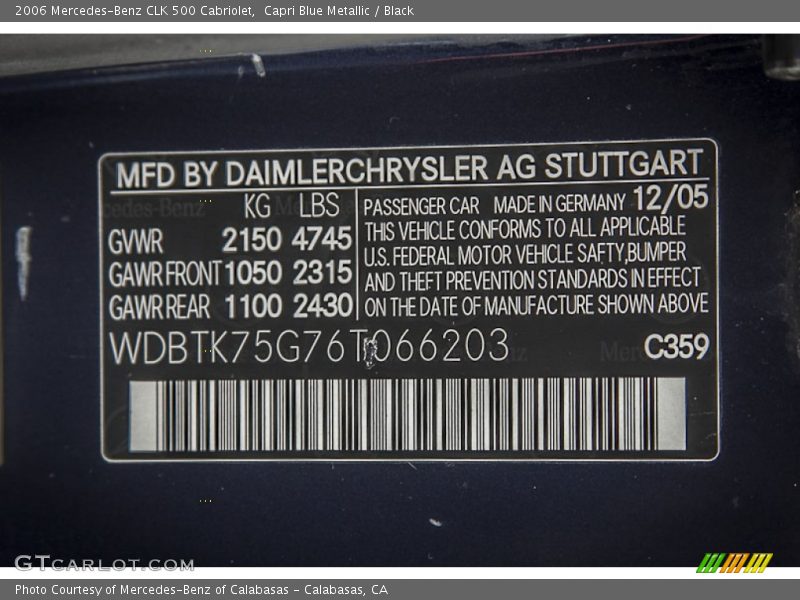 2006 Mercedes-Benz CLK 500 Cabriolet,  Capri Blue Metallic / Black
MFD BY DAIMLERCHRYSLER AG STUTTGART
KG LBS
GVWR 2150 4745
GAWR FRONT 1050 2315
GAWR REAR 1100 2430
PASSENGER CAR MADE IN GERMANY 12/05
THIS VEHICLE CONFORMS TO ALL APPLICABLE
U.S. FEDERAL MOTOR VEHICLE SAFTY,BUMPER
AND THEFT PREVENTION STANDARDS IN EFFECT
ON THE DATE OF MANUFACTURE SHOWN ABOVE
WDBTK75G76T066203 C359
GTCARLOT.COM
Photo Courtesy of Mercedes-Benz of Calabasas - Calabasas, CA